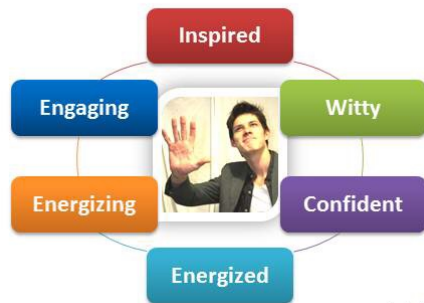 Inspired
Engaging
Witty
Energizing
Confident
Energized